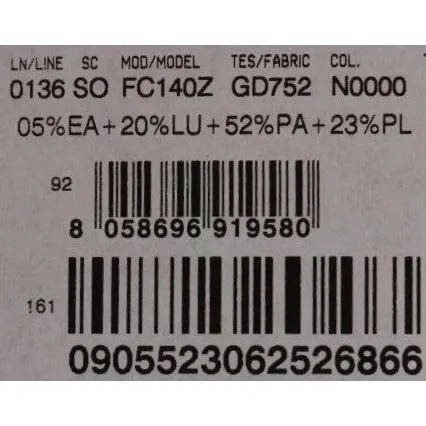 LN/LINE SC MOD/MODEL TES/FABRIC COL.
0136 SO FC140Z GD752 N0000
05%EA+20%LU+52%PA+23%PL
92
8 058696 919580
161
0905523062526866